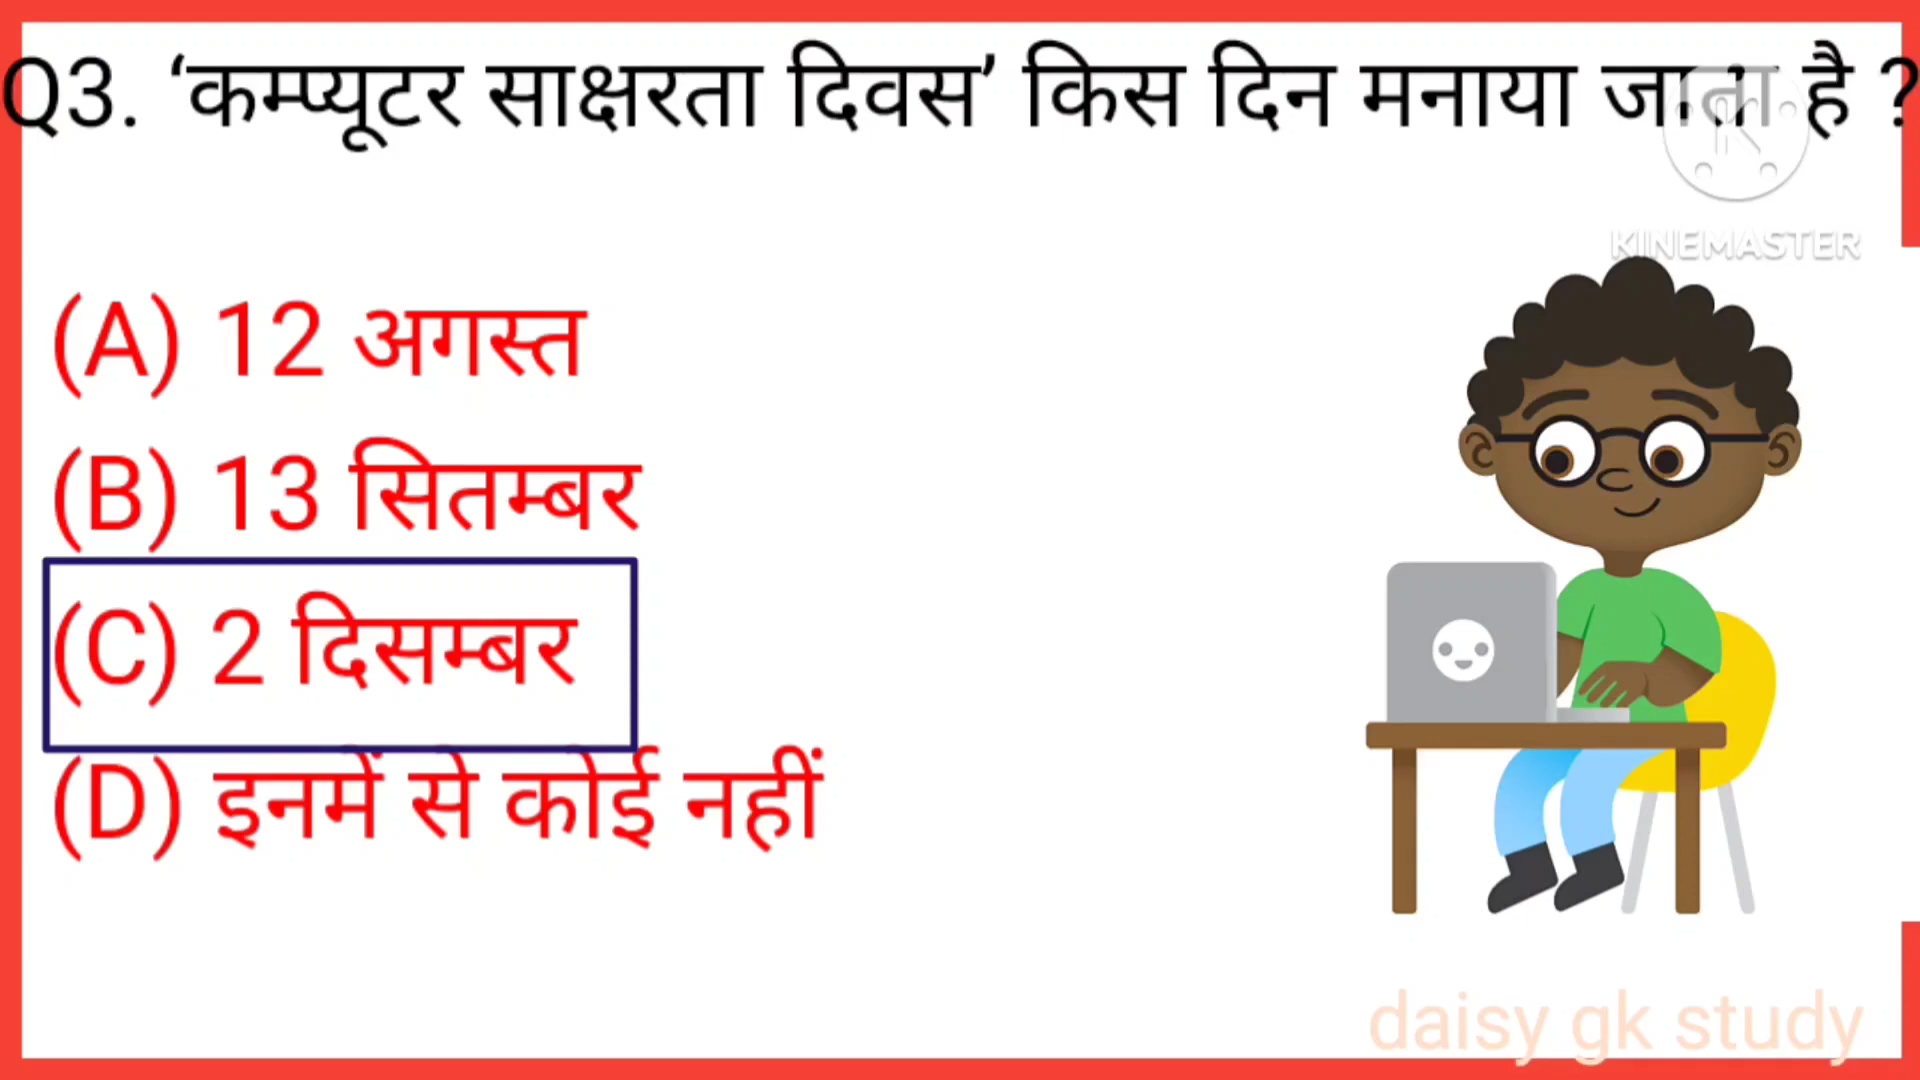 Q3. ‘कम्प्यूटर साक्षरता दिवस’ किस दिन मनाया जाता है ?
KINEMASTER
(A) 12 अगस्त
(B) 13 सितम्बर
(C) 2 दिसम्बर
(D) इनमें से कोई नहीं
daisy gk study